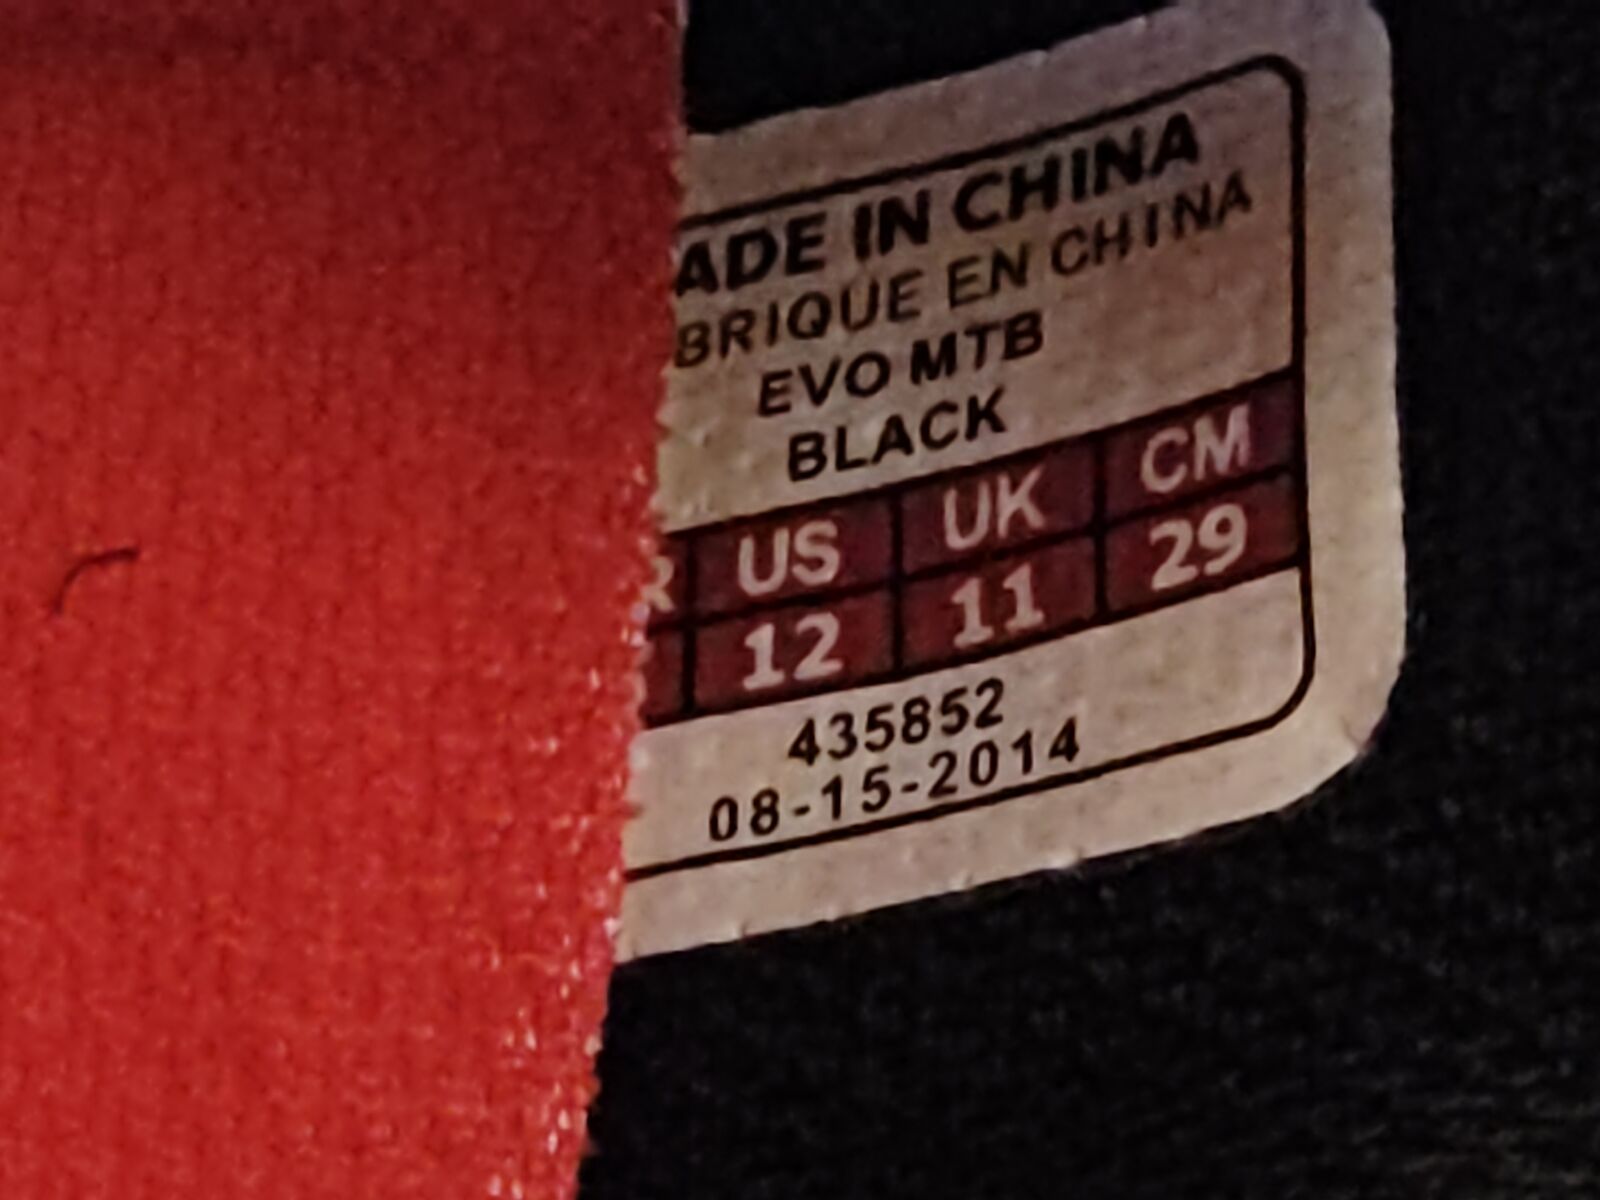 ADE IN CHINA
BRIQUE EN CHINA
EVO MTB
BLACK
R US UK CM
12 11 29
435852
08-15-2014